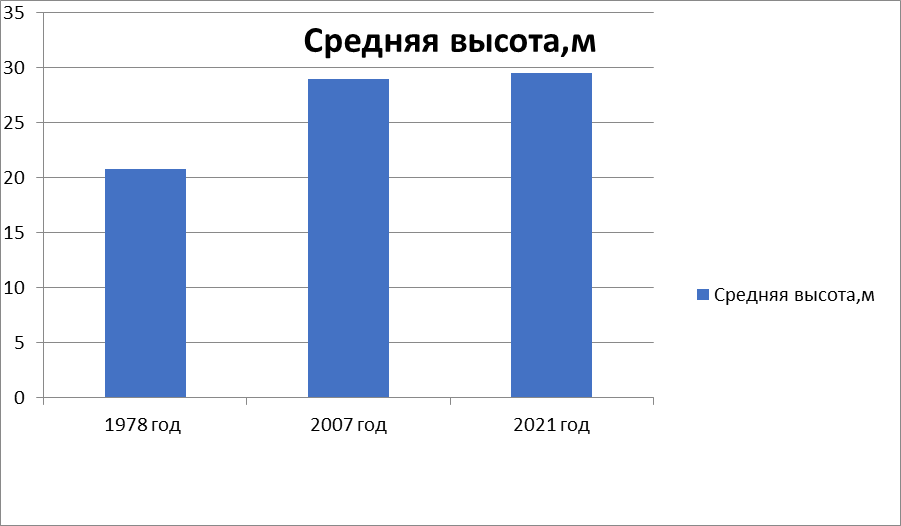 Средняя высота,м
35
30
25
20
15
10
5
0
1978 год
2007 год
2021 год
Средняя высота,м